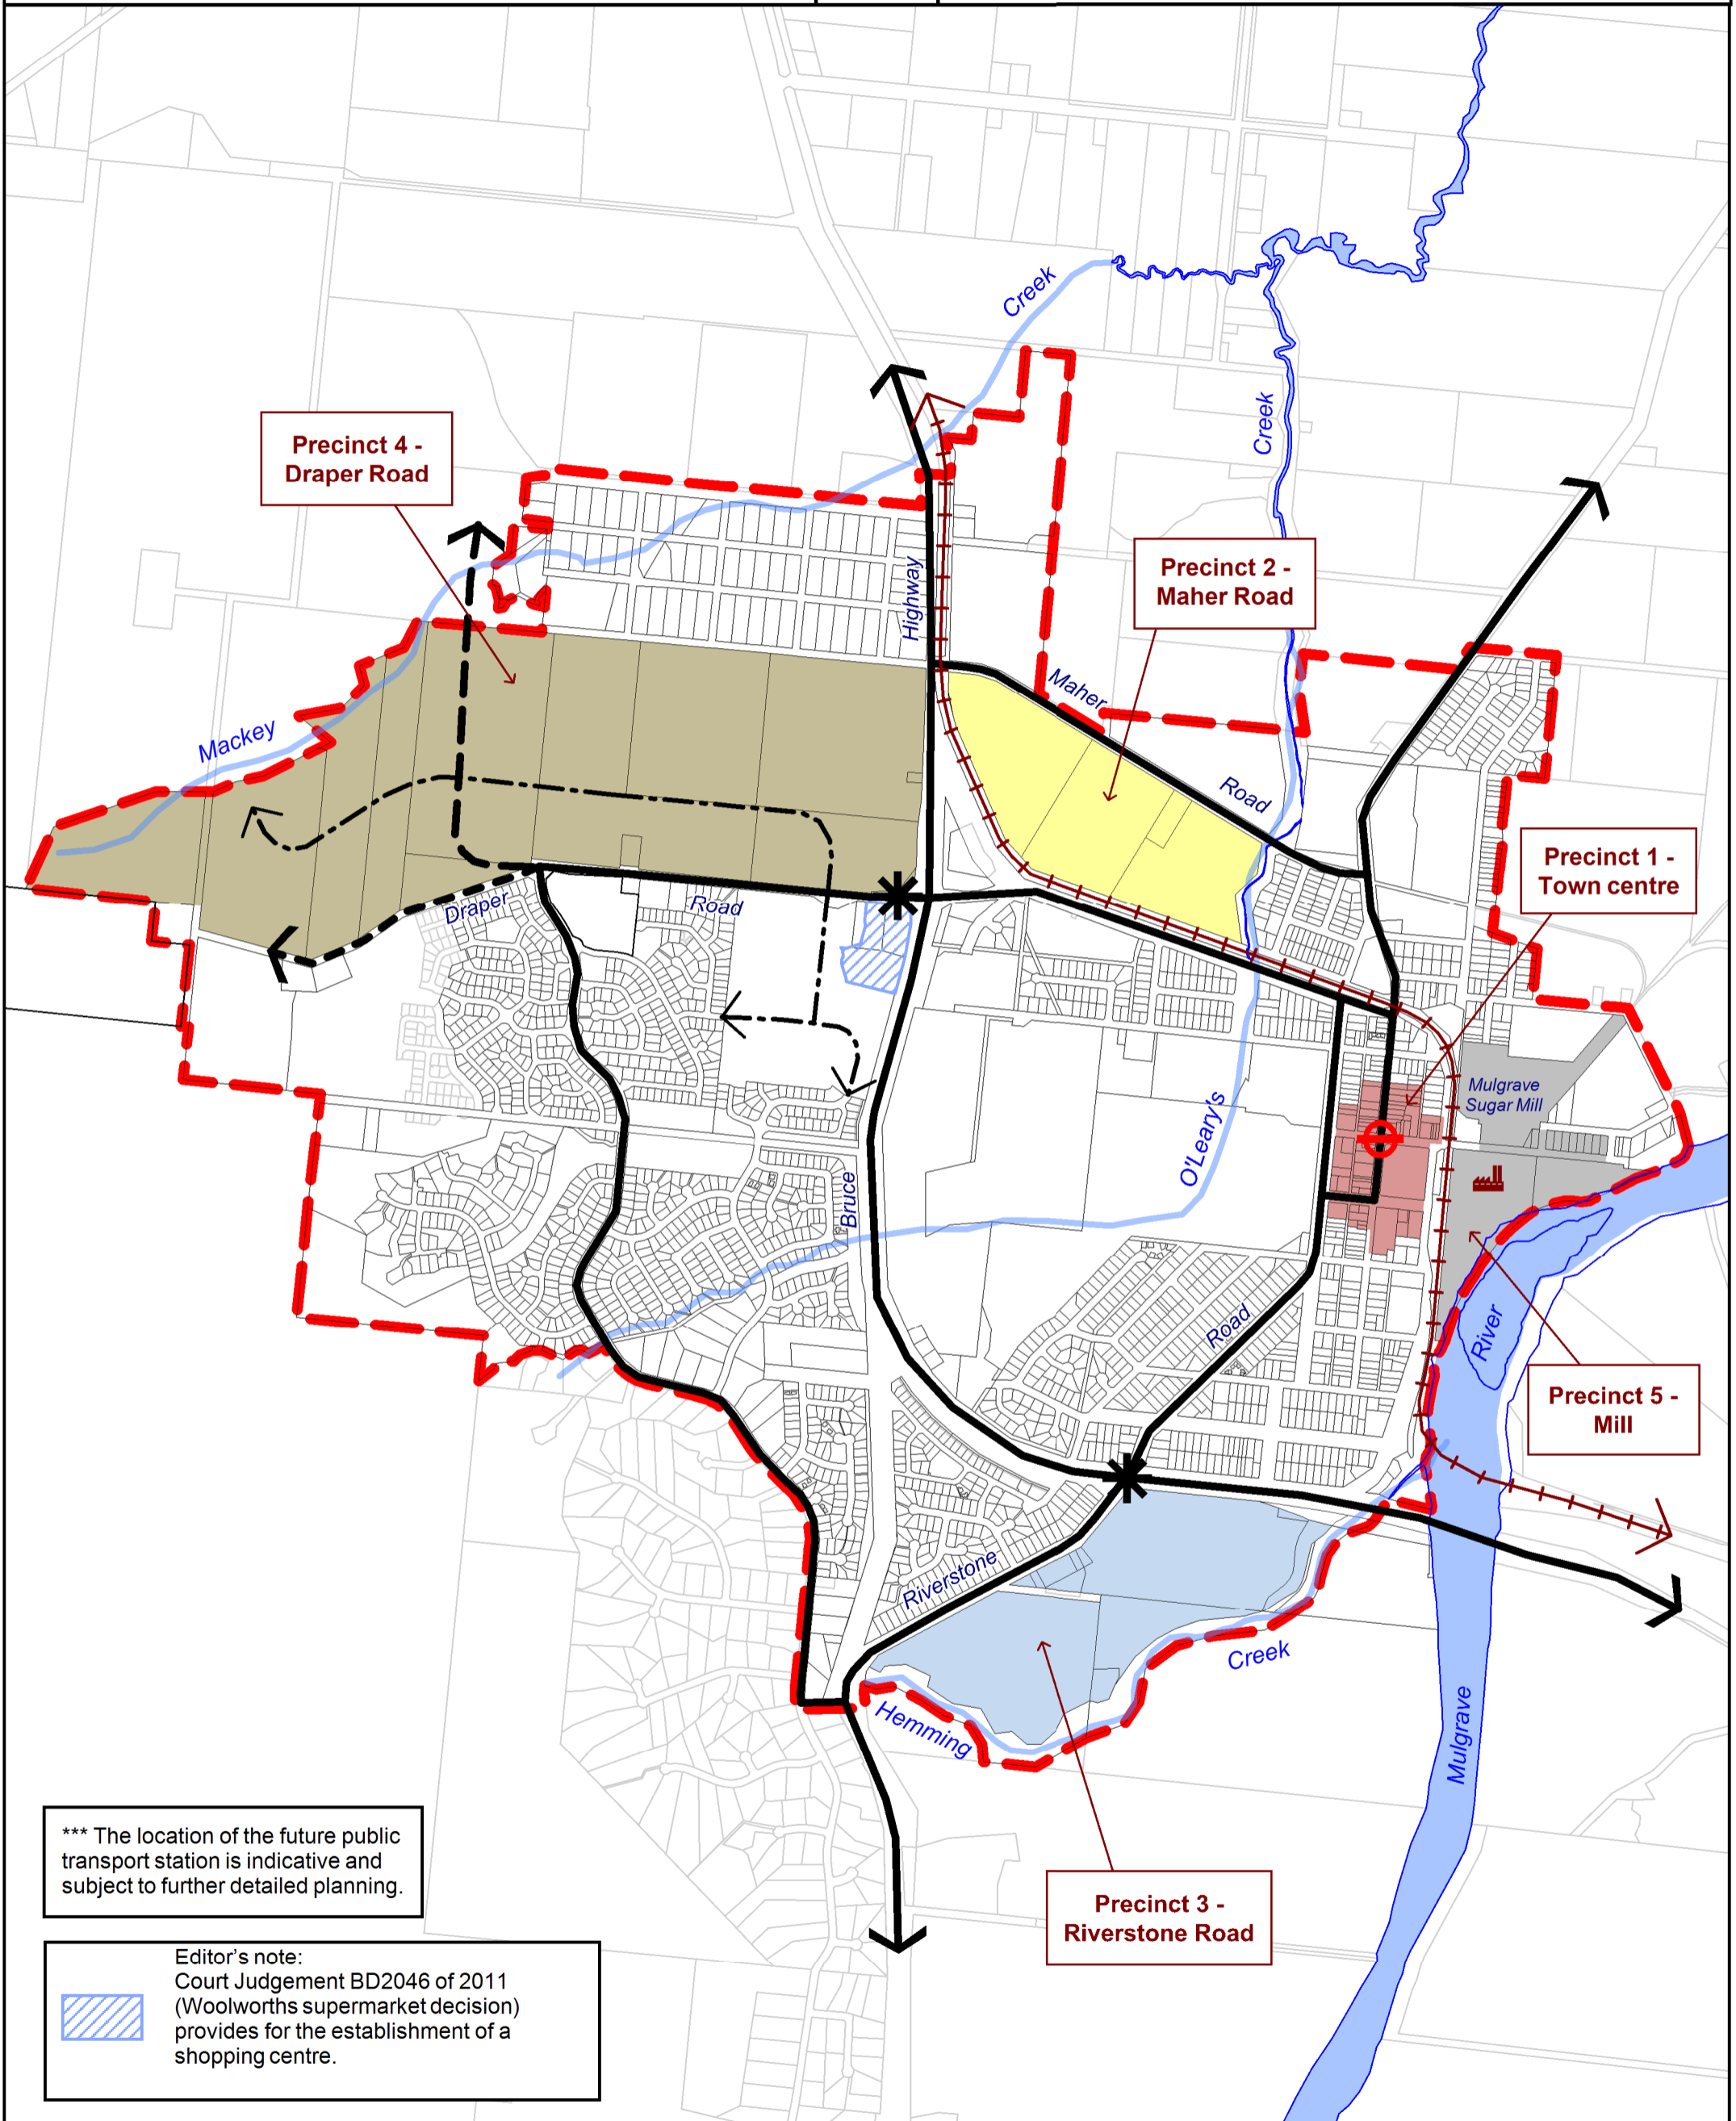 Creek
Creek
Precinct 4 -
Draper Road
Highway
Precinct 2 -
Maher Road
Maher
Mackey
Road
Precinct 1 -
Town centre
Draper
Road
Mulgrave
Sugar Mill
O'Leary's
Bruce
River
Road
Precinct 5 -
Mill
Riverstone
Creek
Hemming
Mulgrave
*** The location of the future public
transport station is indicative and
subject to further detailed planning.
Precinct 3 -
Riverstone Road
Editor's note:
Court Judgement BD2046 of 2011
(Woolworths supermarket decision)
provides for the establishment of a
shopping centre.